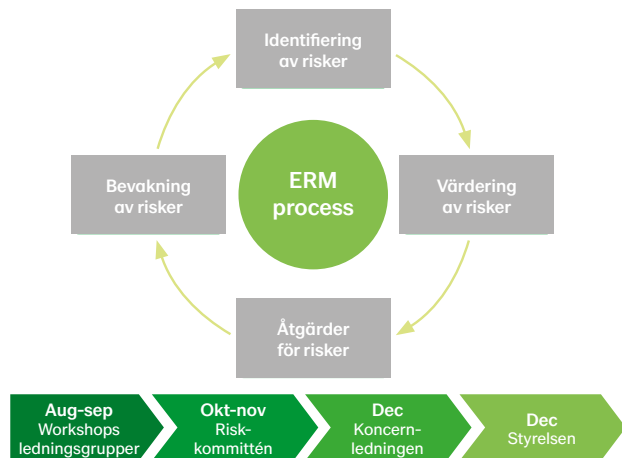 Identifiering
av risker
Bevakning
av risker
ERM
process
Värdering
av risker
Åtgärder
för risker
Aug-sep
Workshops
ledningsgrupper
Okt-nov
Risk-
kommittén
Dec
Koncern-
ledningen
Dec
Styrelsen